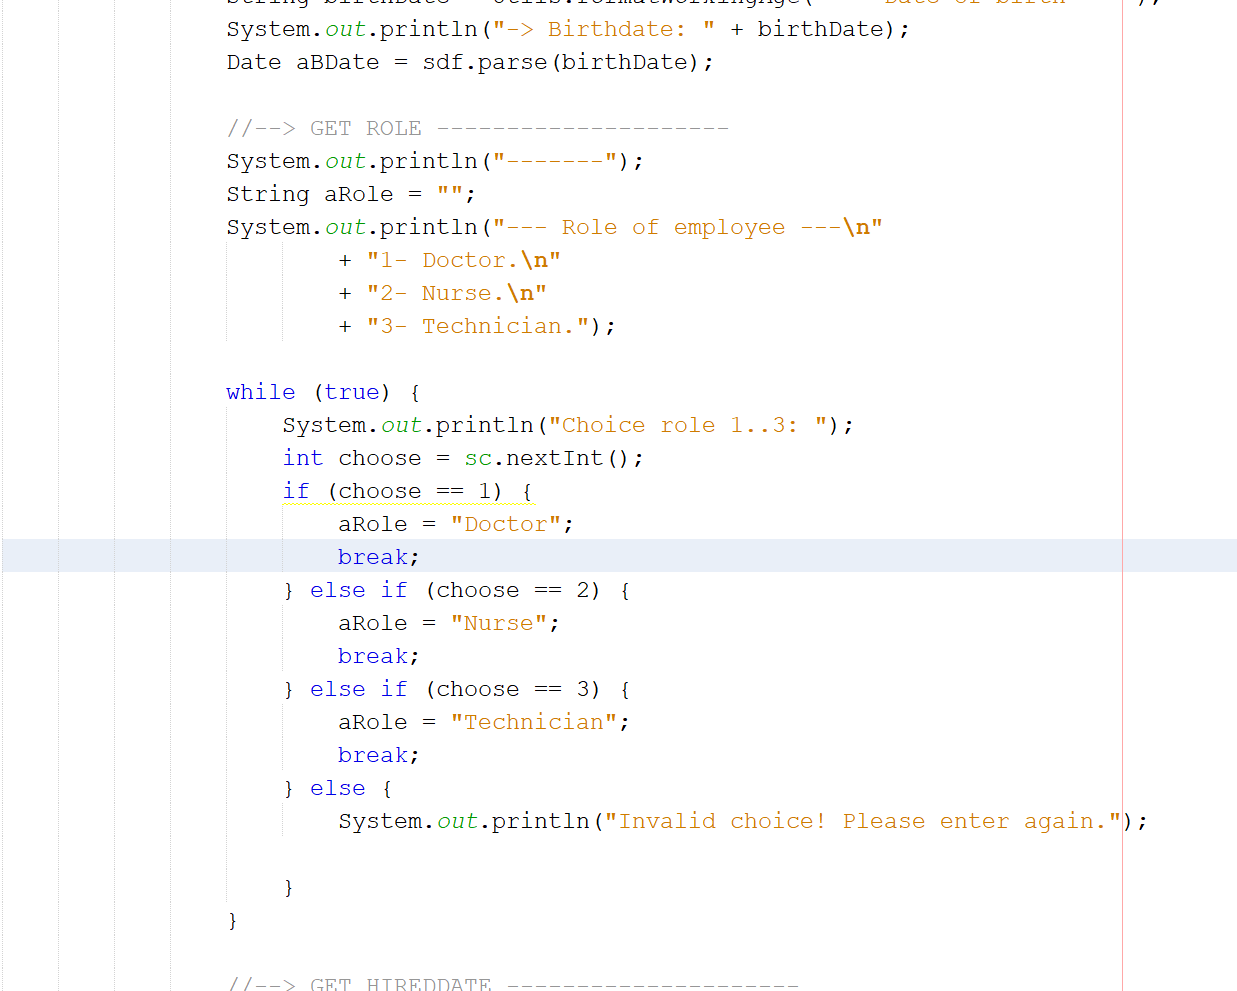 System.out.println("-> Birthdate: " + birthDate);
Date aBDate = sdf.parse(birthDate);
//--> GET ROLE ---------------------
System.out.println("-------");
String aRole = "";
System.out.println("--- Role of employee ---\n"
+ "1- Doctor.\n"
+ "2- Nurse.\n"
+ "3- Technician.");
while (true) {
System.out.println("Choice role 1..3: ");
int choose = sc.nextInt();
if (choose == 1) {
aRole = "Doctor";
break;
} else if (choose == 2) {
aRole = "Nurse";
break;
} else if (choose == 3) {
aRole = "Technician";
break;
} else {
System.out.println("Invalid choice! Please enter again.");
}
}
//--> GET HIREDDATE ---------------------